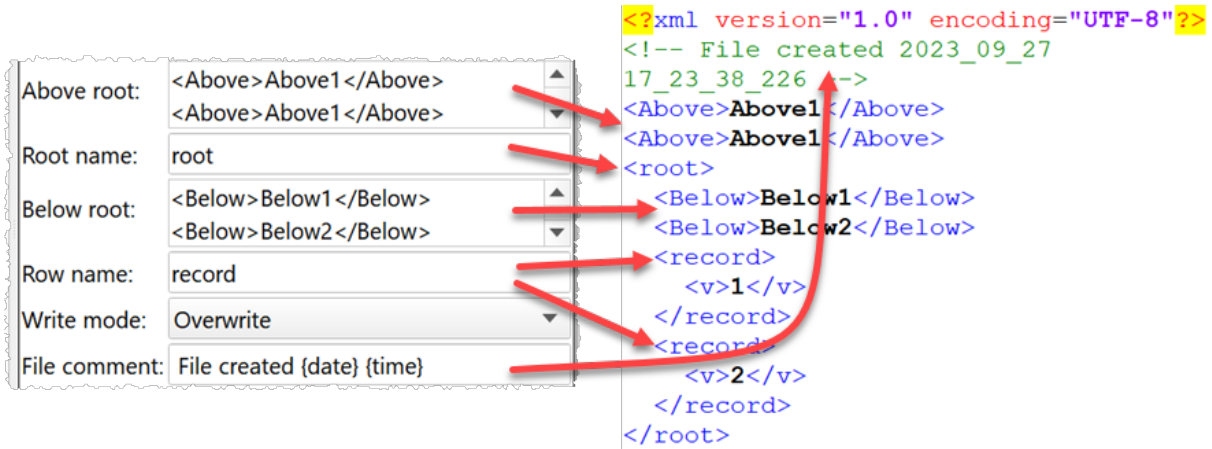 Above root:
<Above>Above1</Above>
<Above>Above1</Above>
Root name:
root
Below root:
<Below>Below1</Below>
<Below>Below2</Below>
Row name:
record
Write mode:
Overwrite
File comment:
File created {date} {time}
<?xml version="1.0" encoding="UTF-8"?>
<!-- File created 2023_09_27
17_23_38_226 -->
<Above>Above1</Above>
<Above>Above1</Above>
<root>
<Below>Below1</Below>
<Below>Below2</Below>
<record>
<v>1</v>
</record>
<record>
<v>2</v>
</record>
</root>